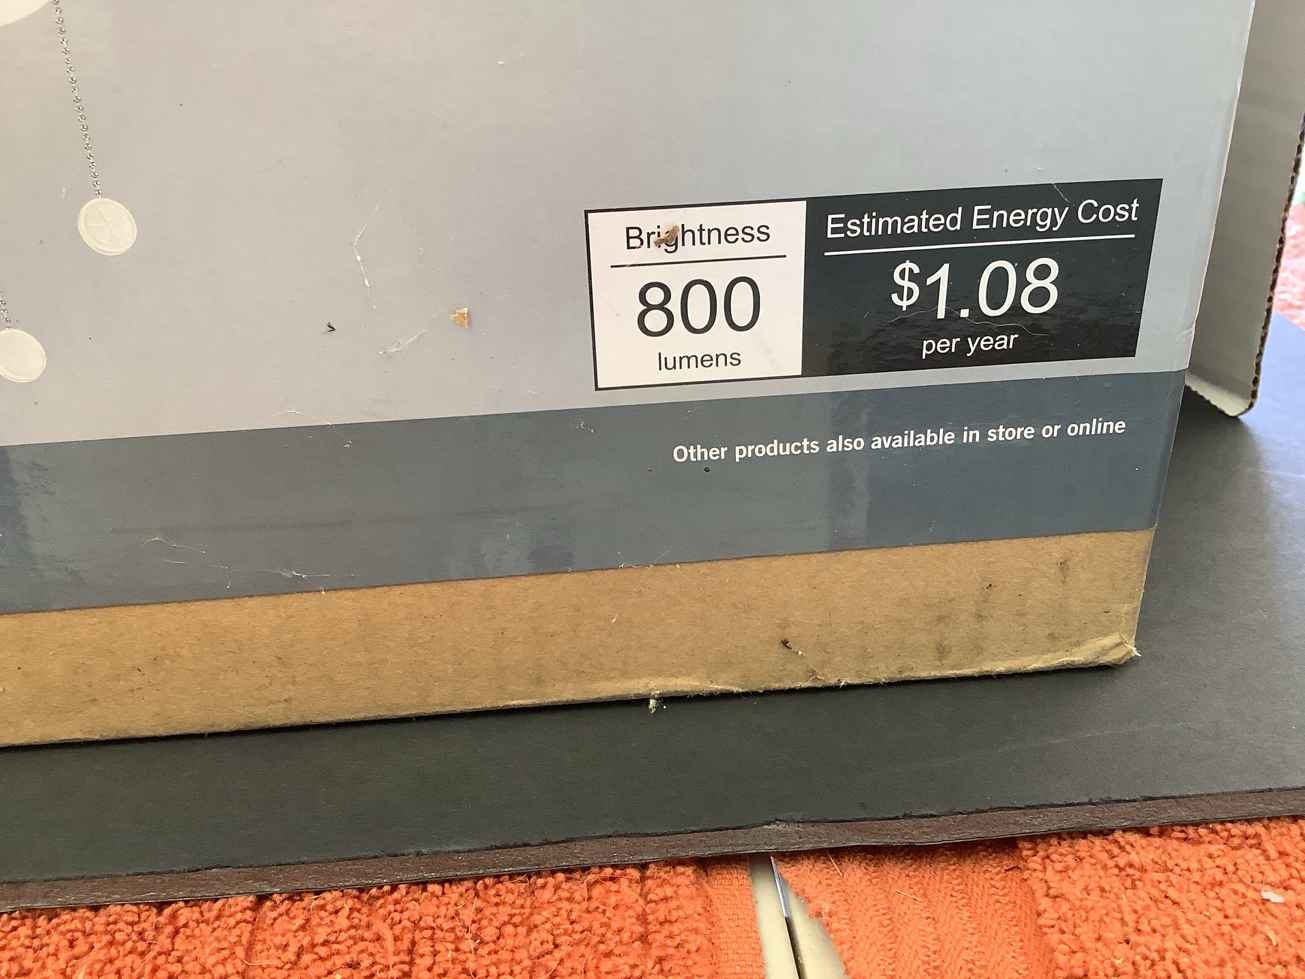 Brightness
800
lumens
Estimated Energy Cost
$1.08
per year
Other products also available in store or online